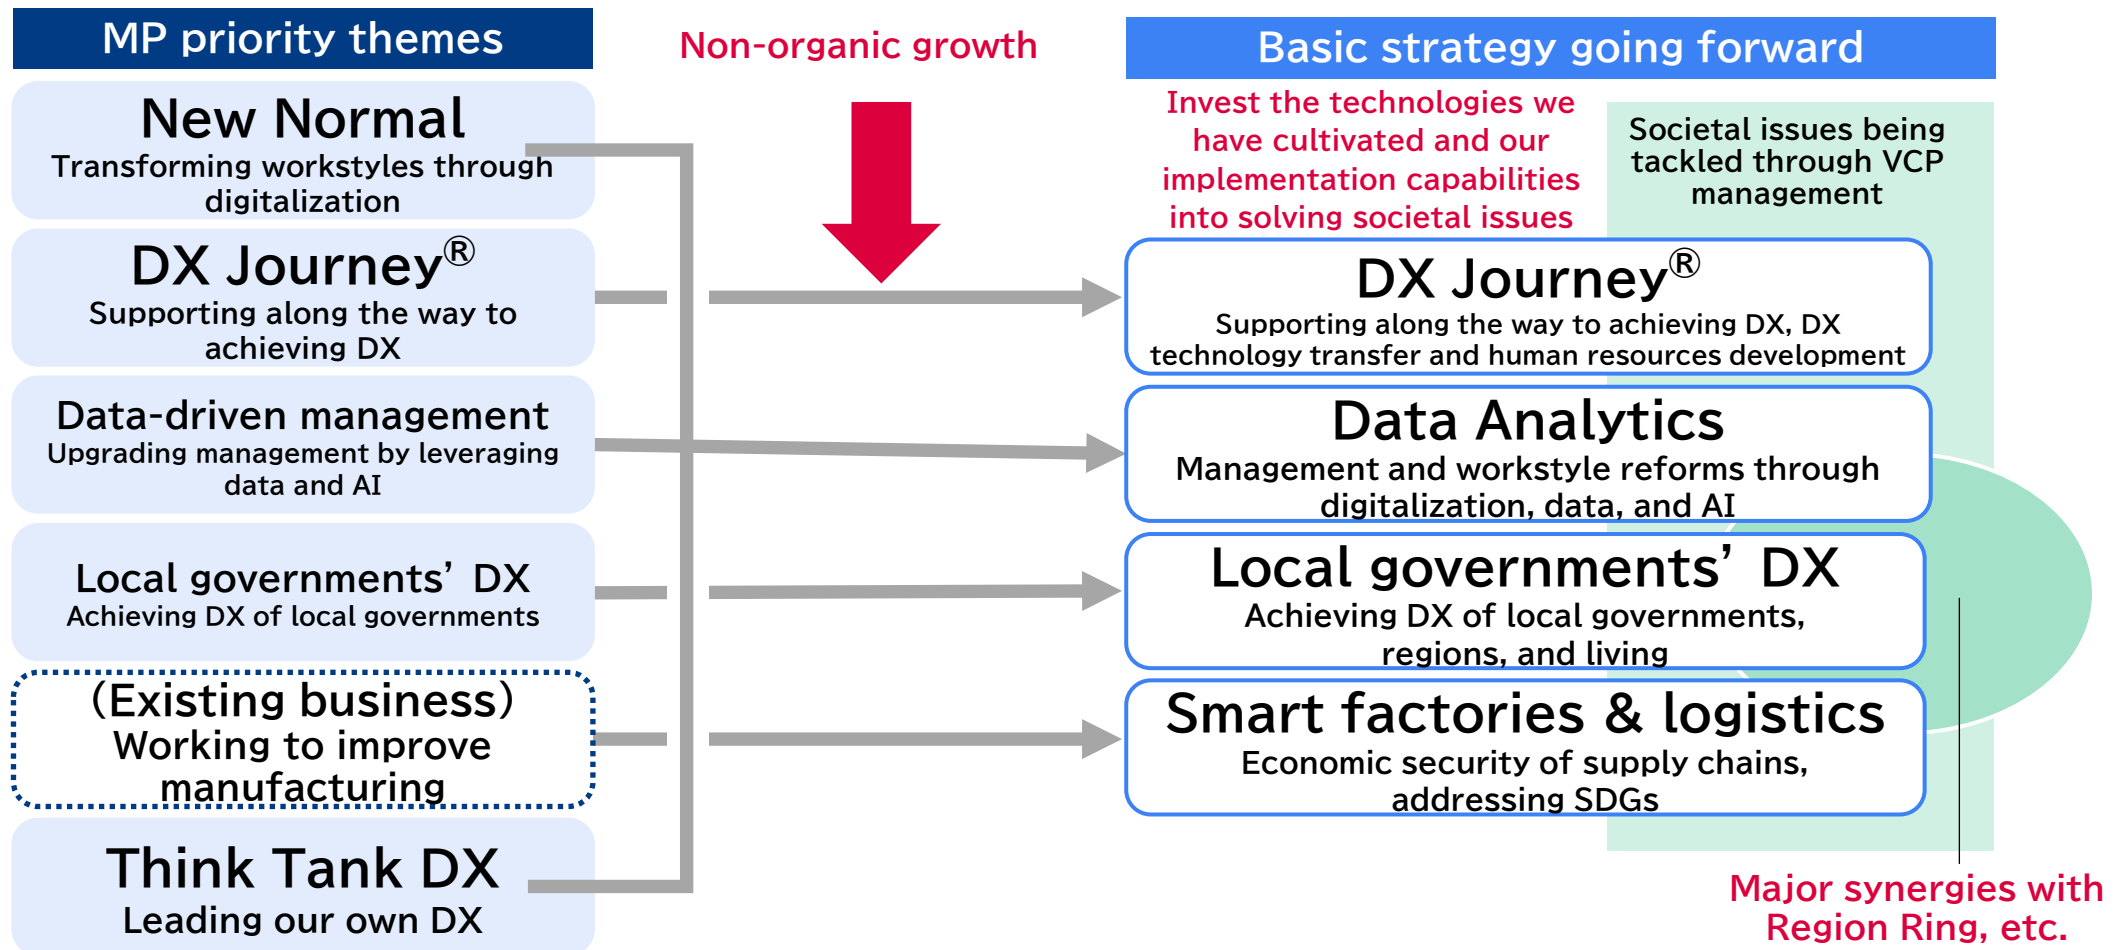 MP priority themes
New Normal
Transforming workstyles through
digitalization
DX Journey®
Supporting along the way to
achieving DX
Data-driven management
Upgrading management by leveraging
data and AI
Local governments’ DX
Achieving DX of local governments
(Existing business)
Working to improve
manufacturing
Think Tank DX
Leading our own DX
Non-organic growth
Basic strategy going forward
Invest the technologies we
have cultivated and our
implementation capabilities
into solving societal issues
Societal issues being
tackled through VCP
management
DX Journey®
Supporting along the way to achieving DX, DX
technology transfer and human resources development
Data Analytics
Management and workstyle reforms through
digitalization, data, and AI
Local governments’ DX
Achieving DX of local governments,
regions, and living
Smart factories & logistics
Economic security of supply chains,
addressing SDGs
Major synergies with
Region Ring, etc.